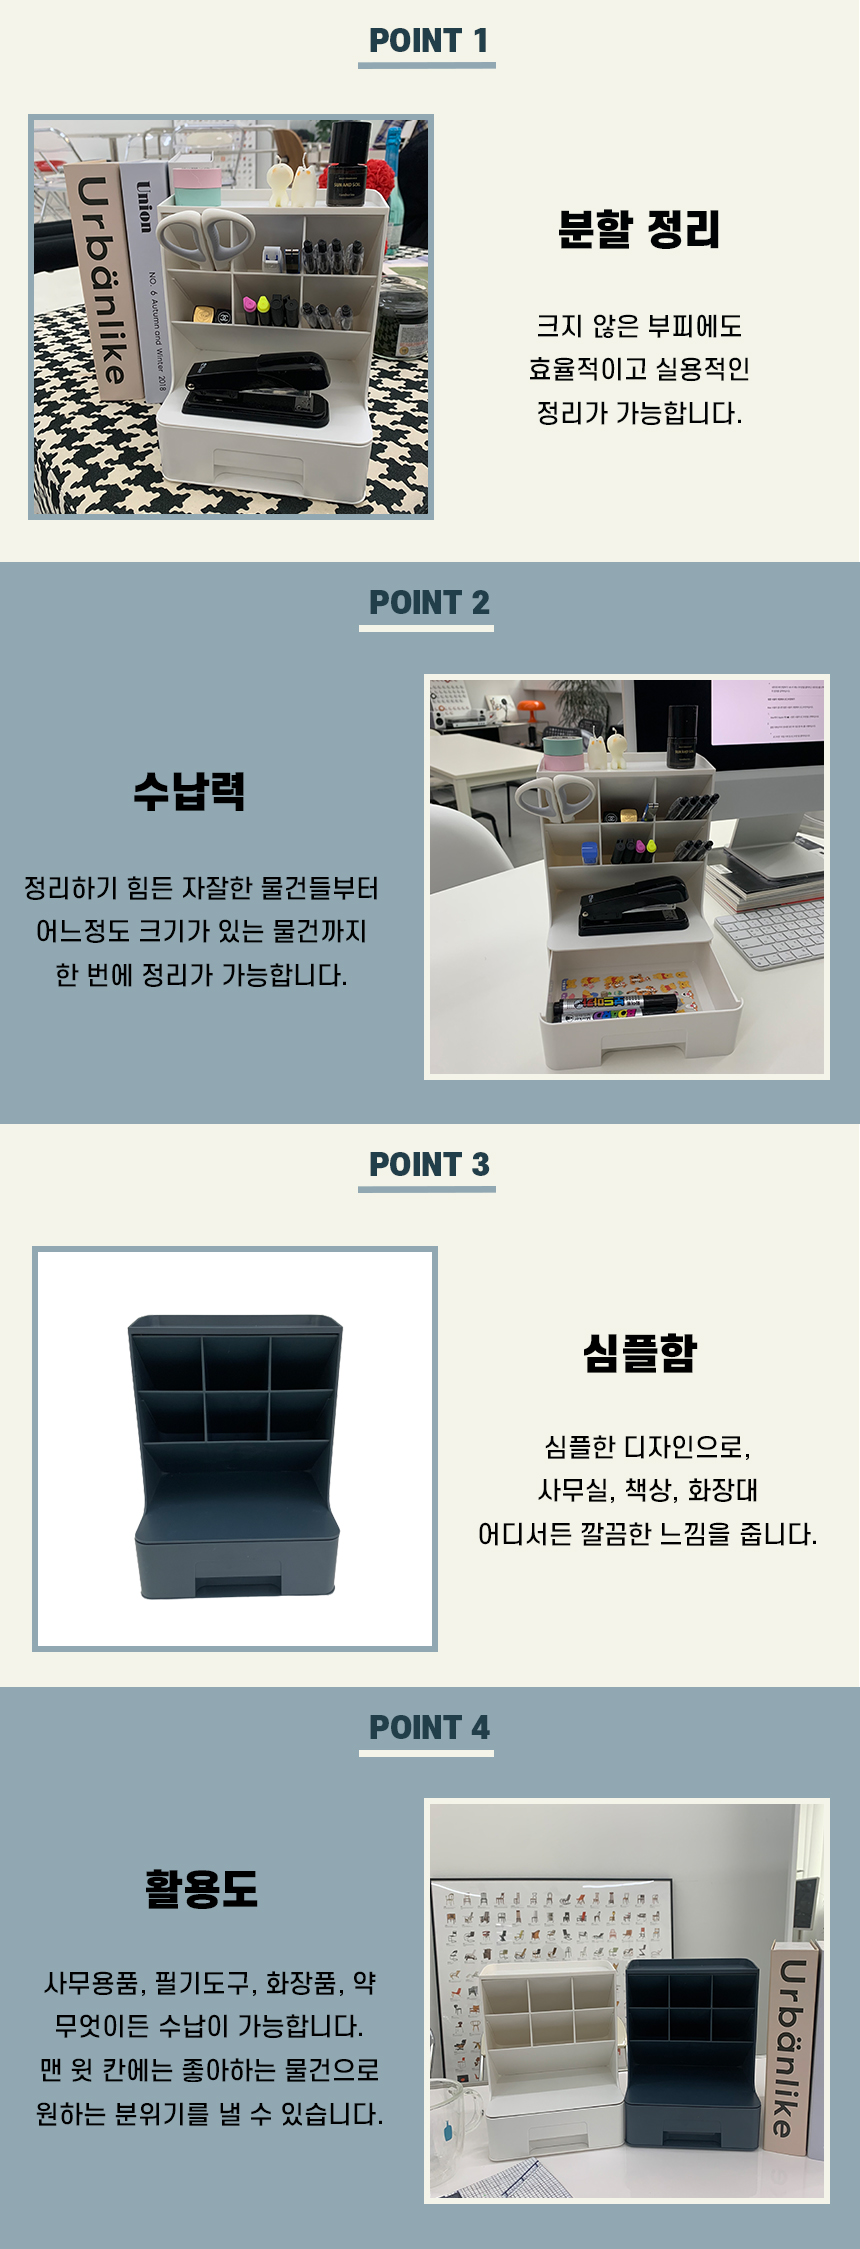 POINT 1
Urbänlike
Union
NO. 6 Autumn and Winter 2018
분할 정리
크지 않은 부피에도
효율적이고 실용적인
정리가 가능합니다.
POINT 2
수납력
정리하기 힘든 자잘한 물건들부터
어느정도 크기가 있는 물건까지
한 번에 정리가 가능합니다.
POINT 3
심플함
심플한 디자인으로,
사무실, 책상, 화장대
어디서든 깔끔한 느낌을 줍니다.
POINT 4
활용도
사무용품, 필기도구, 화장품, 약
무엇이든 수납이 가능합니다.
맨 윗 칸에는 좋아하는 물건으로
원하는 분위기를 낼 수 있습니다.
Urbänlike